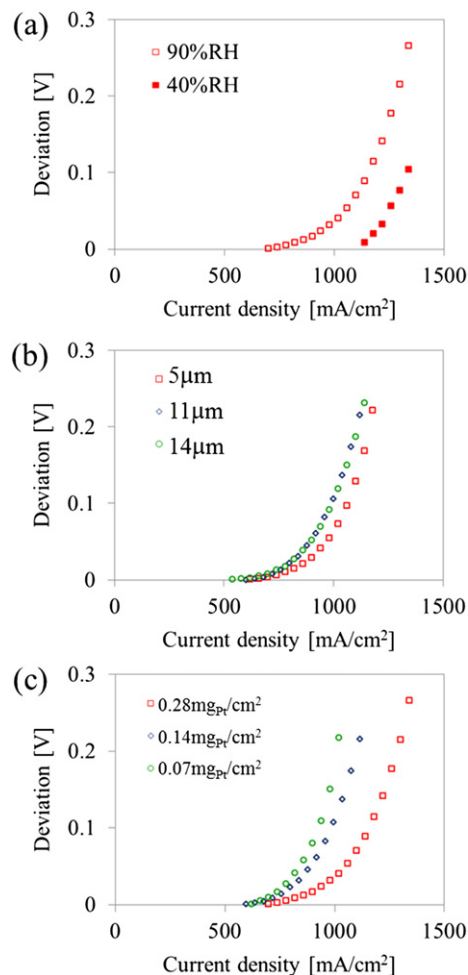 (a)
0.3
0.2
0.1
0
Deviation [V]
90%RH
40%RH
0 500 1000 1500
Current density [mA/cm²]
(b)
0.3
0.2
0.1
0
Deviation [V]
5μm
11μm
14μm
0 500 1000 1500
Current density [mA/cm²]
(c)
0.3
0.2
0.1
0
Deviation [V]
0.28mgPt/cm²
0.14mgPt/cm²
0.07mgPt/cm²
0 500 1000 1500
Current density [mA/cm²]